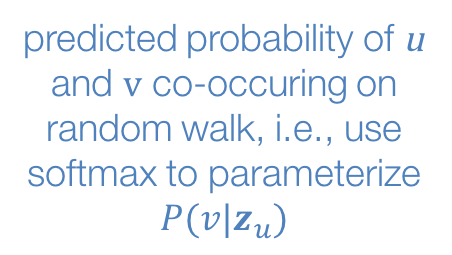 predicted probability of u
and v co-occuring on
random walk, i.e., use
softmax to parameterize
P(v|z_u)